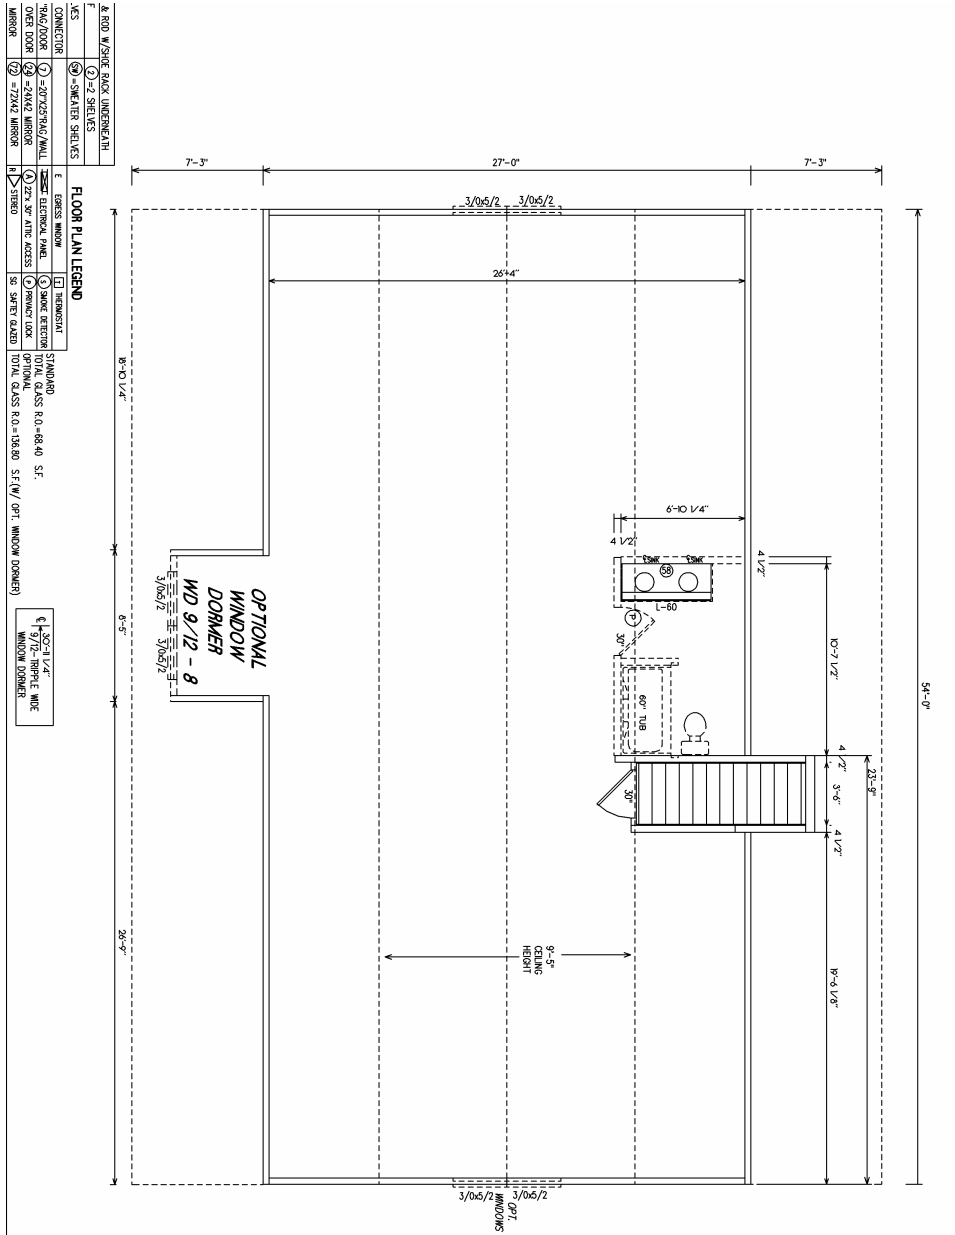 & ROD W/SHOE RACK UNDERNEATH
F
2 =2 SHELVES
.VES
SW =SWEATER SHELVES
CONNECTOR
"RAG/DOOR
7 =20"X25"RAG/WALL
OVER DOOR
24 =24X42 MIRROR
MIRROR
72 =72X42 MIRROR
FLOOR PLAN LEGEND
E EGRESS WINDOW
T THERMOSTAT
ELECTRICAL PANEL
S SMOKE DETECTOR
A 22"x 30" ATTIC ACCESS
P PRIVACY LOCK
R STEREO
SG SAFTEY GLAZED
STANDARD
TOTAL GLASS R.O.=68.40 S.F.
OPTIONAL
TOTAL GLASS R.O.=136.80 S.F.(W/ OPT. WINDOW DORMER)
30'-11 1/4"
9/12- TRIPPLE WIDE
WINDOW DORMER
7'-3"
27'-0"
7'-3"
3/0x5/2
3/0x5/2
26'-4"
18'-10 1/4"
8'-5"
26'-9"
54'-0"
23'-9"
10'-7 1/2"
4 1/2"
3'-6"
4 1/2"
19'-6 1/8"
6'-10 1/4"
4 1/2"
4 1/2"
SINK
SINK
58
L-60
P
30"
60" TUB
30"
OPTIONAL
WINDOW
DORMER
WD 9/12 - 8
3/0x5/2
3/0x5/2
9'-5"
CEILING
HEIGHT
3/0x5/2
3/0x5/2
OPT.
WINDOWS